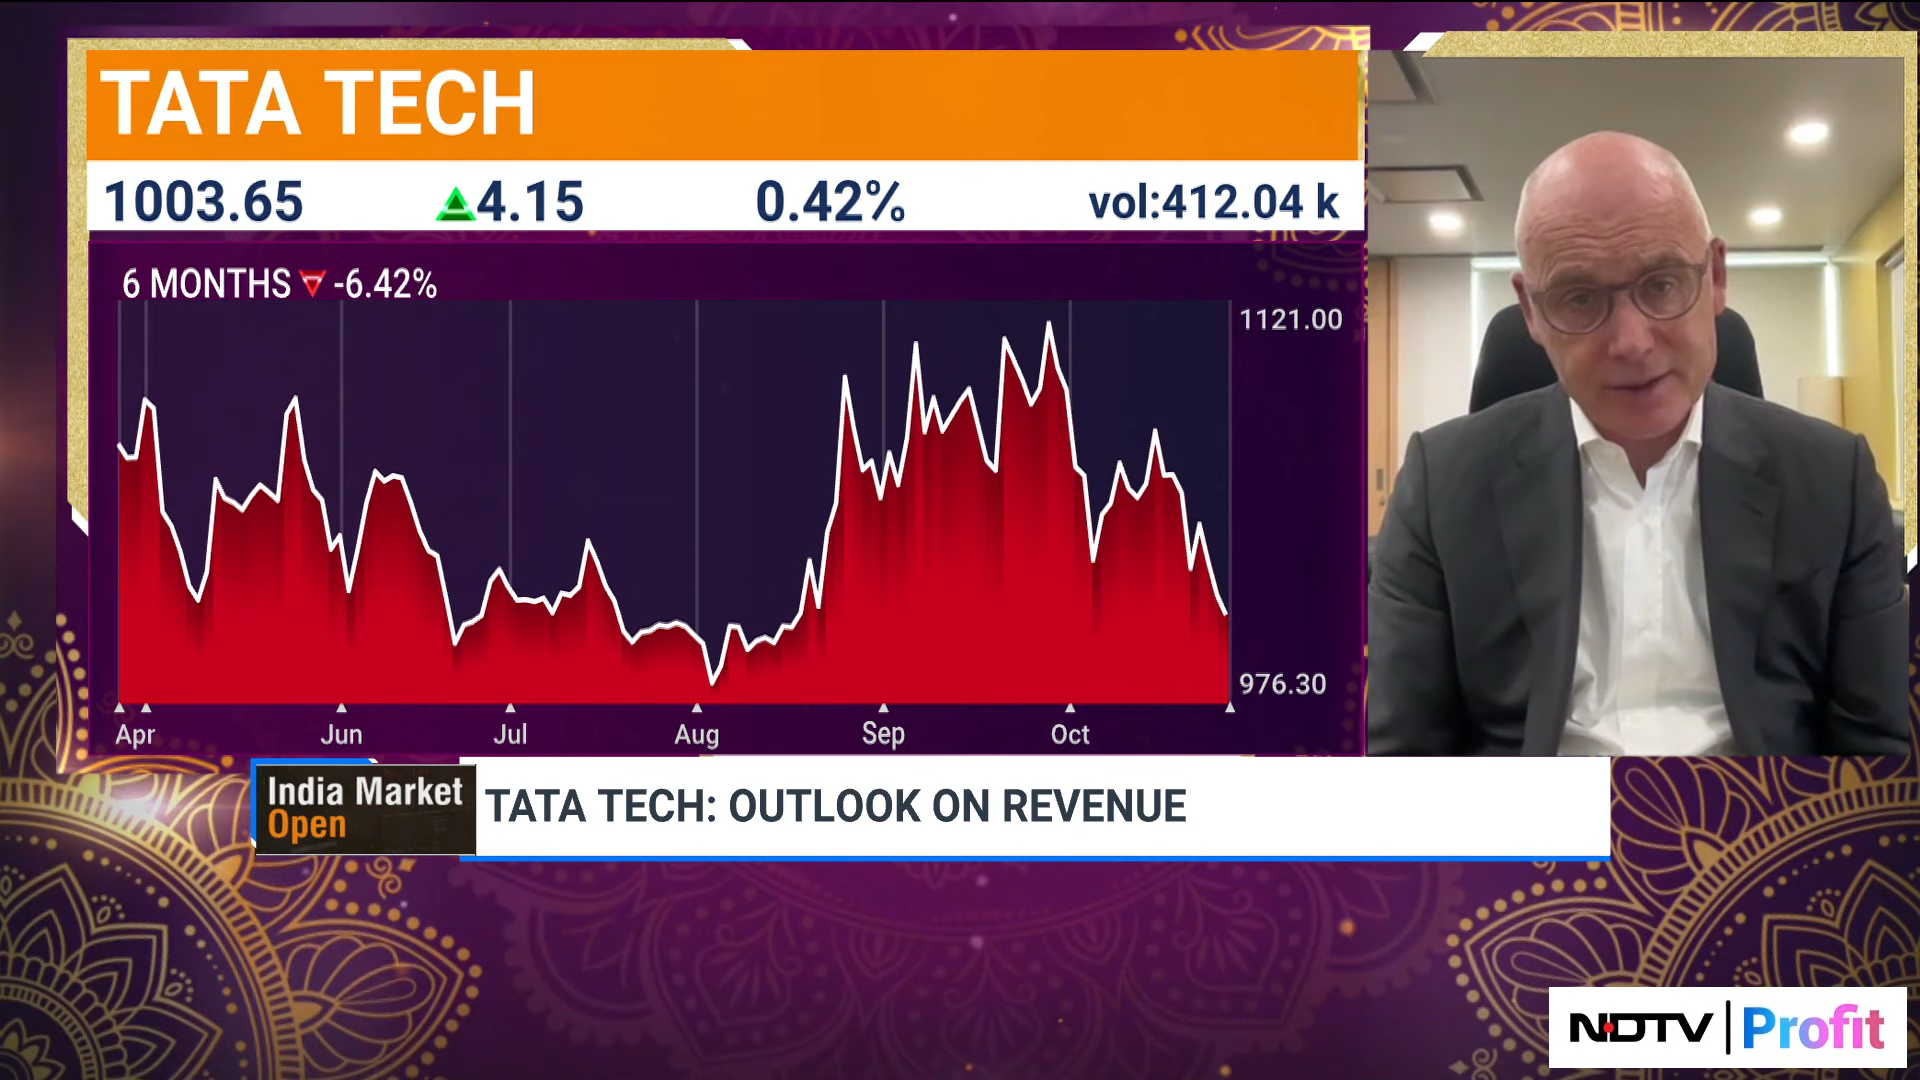 TATA TECH
1003.65 4.15 0.42% vol:412.04 k
6 MONTHS -6.42%
1121.00
976.30
Apr Jun Jul Aug Sep Oct
India Market
Open
TATA TECH: OUTLOOK ON REVENUE
NDTV | Profit